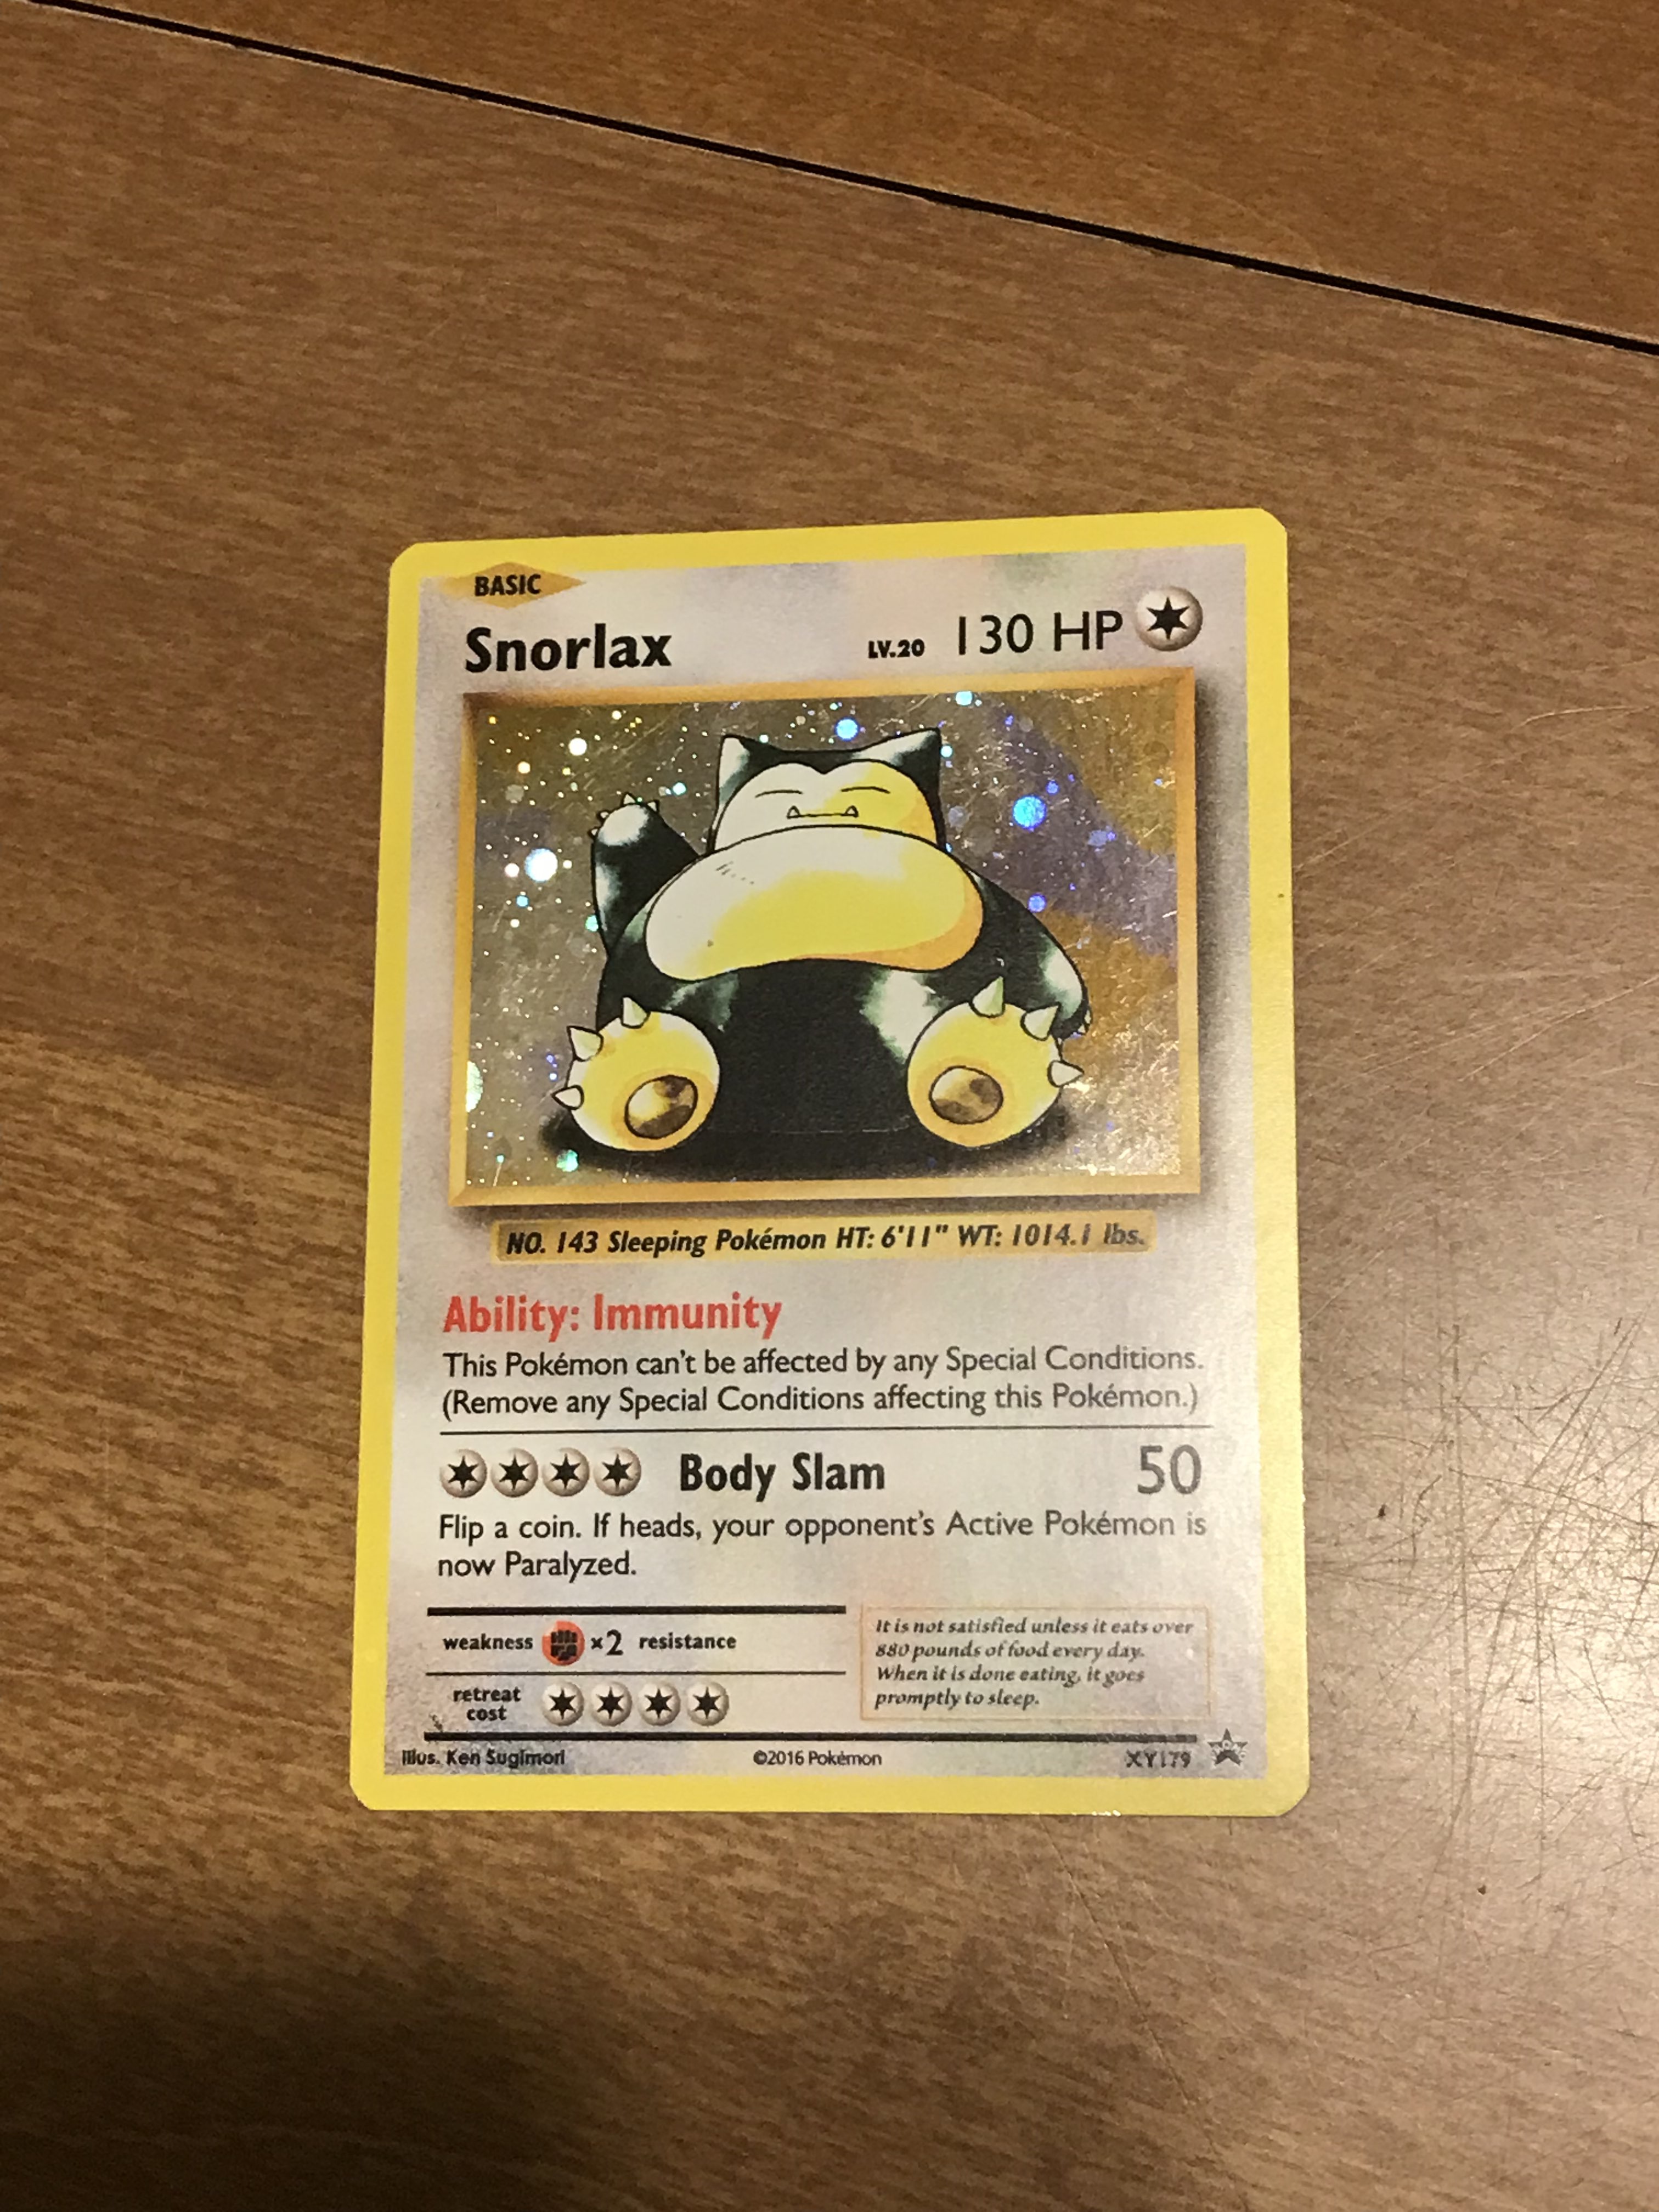 BASIC
Snorlax LV.20 130 HP
NO. 143 Sleeping Pokémon HT: 6'11" WT: 1014.1 lbs.
Ability: Immunity
This Pokémon can't be affected by any Special Conditions.
(Remove any Special Conditions affecting this Pokémon.)
Body Slam 50
Flip a coin. If heads, your opponent's Active Pokémon is
now Paralyzed.
weakness ×2 resistance
retreat
cost
It is not satisfied unless it eats over
880 pounds of food every day.
When it is done eating, it goes
promptly to sleep.
Illus. Ken Sugimori ©2016 Pokémon XY179